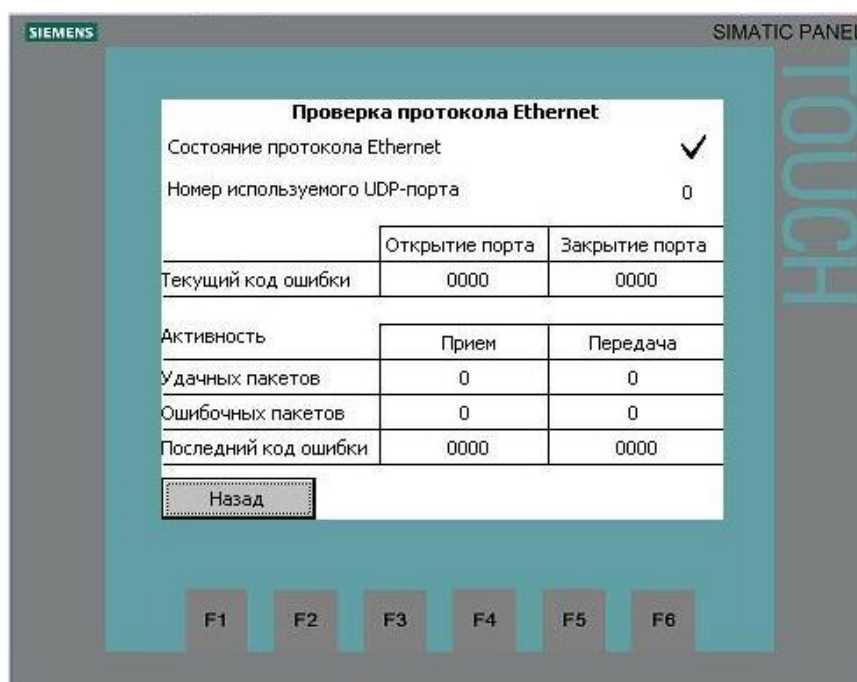 SIEMENS
SIMATIC PANEL
TOUCH
Проверка протокола Ethernet
Состояние протокола Ethernet
Номер используемого UDP-порта 0
Открытие порта Закрытие порта
Текущий код ошибки 0000 0000
Активность Прием Передача
Удачных пакетов 0 0
Ошибочных пакетов 0 0
Последний код ошибки 0000 0000
Назад
F1 F2 F3 F4 F5 F6